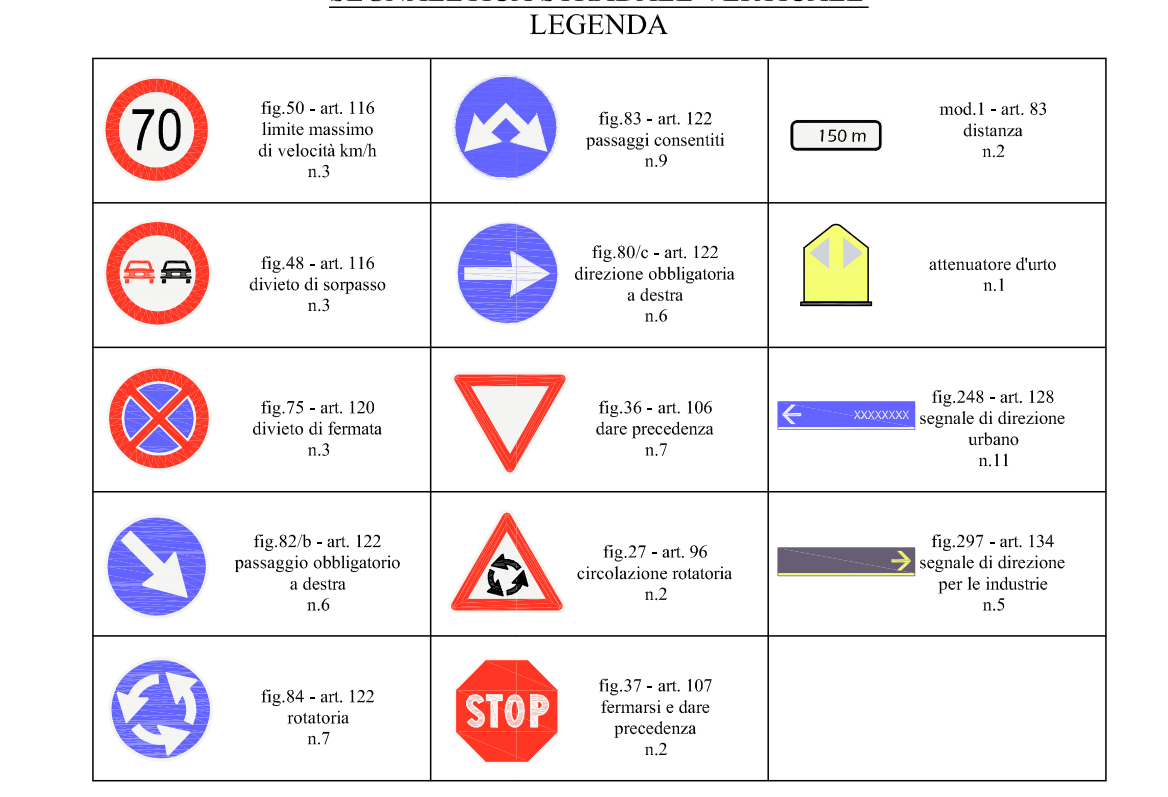 LEGENDA
70
fig.50 - art. 116
limite massimo
di velocità km/h
n.3
fig.83 - art. 122
passaggi consentiti
n.9
150 m
mod.1 - art. 83
distanza
n.2
fig.48 - art. 116
divieto di sorpasso
n.3
fig.80/c - art. 122
direzione obbligatoria
a destra
n.6
attenuatore d'urto
n.1
fig.75 - art. 120
divieto di fermata
n.3
fig.36 - art. 106
dare precedenza
n.7
XXXXXXXX
fig.248 - art. 128
segnale di direzione
urbano
n.11
fig.82/b - art. 122
passaggio obbligatorio
a destra
n.6
fig.27 - art. 96
circolazione rotatoria
n.2
fig.297 - art. 134
segnale di direzione
per le industrie
n.5
fig.84 - art. 122
rotatoria
n.7
STOP
fig.37 - art. 107
fermarsi e dare
precedenza
n.2